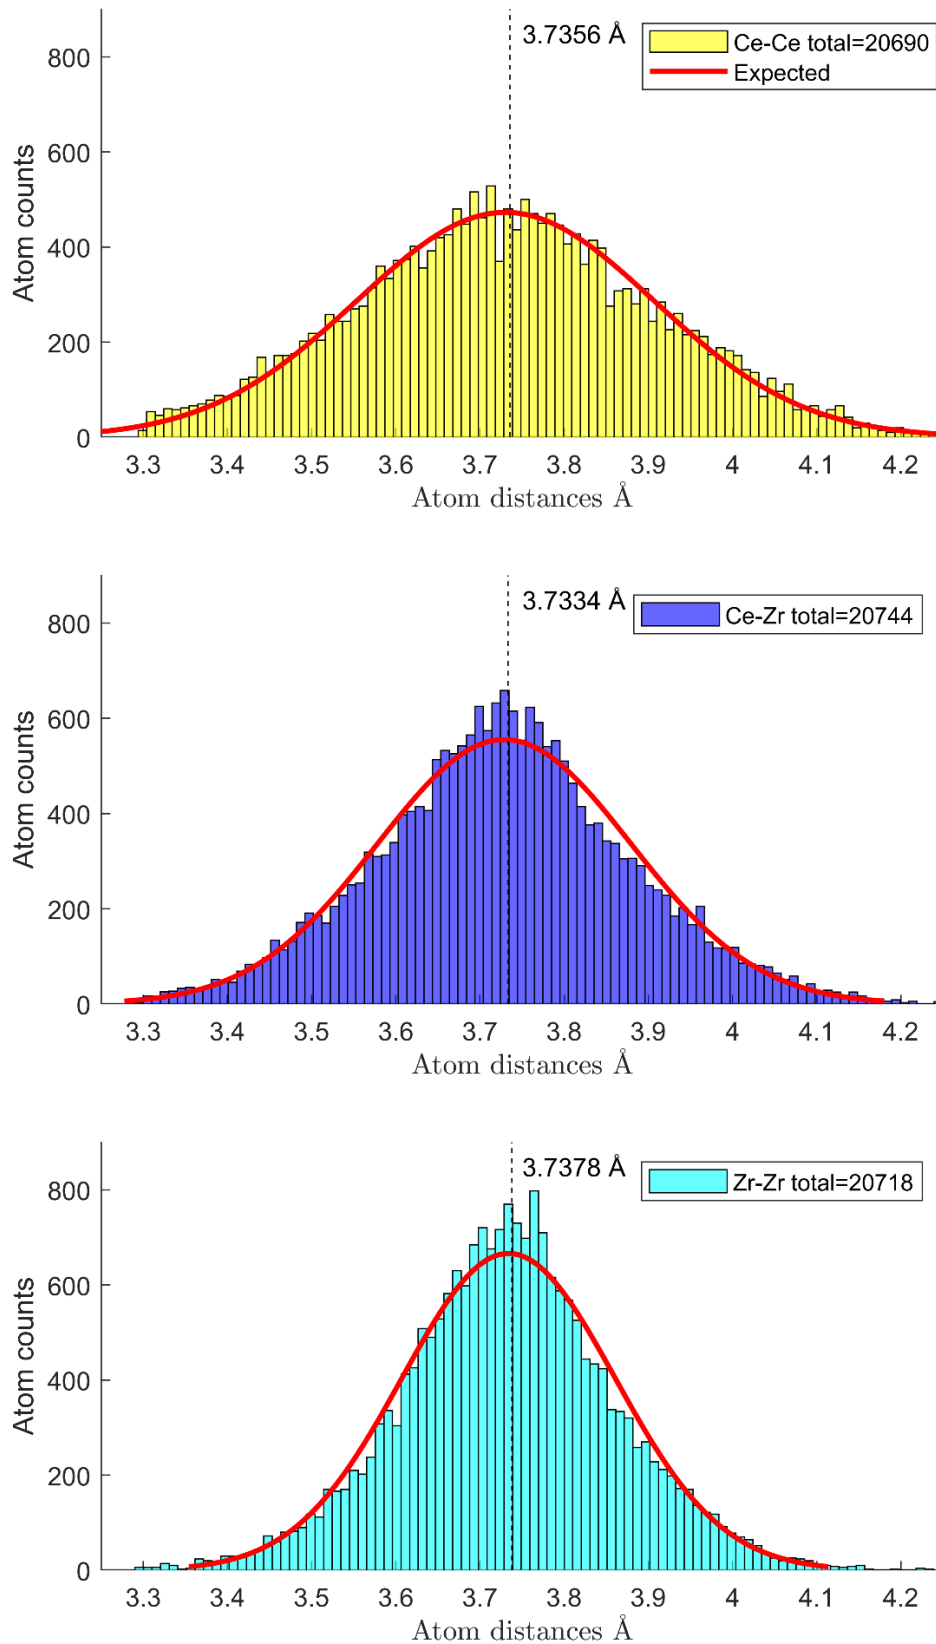 3.7356 Å
Ce-Ce total=20690
Expected
800
600
400
200
0
Atom counts
3.3 3.4 3.5 3.6 3.7 3.8 3.9 4 4.1 4.2
Atom distances Å
3.7334 Å
Ce-Zr total=20744
800
600
400
200
0
Atom counts
3.3 3.4 3.5 3.6 3.7 3.8 3.9 4 4.1 4.2
Atom distances Å
3.7378 Å
Zr-Zr total=20718
800
600
400
200
0
Atom counts
3.3 3.4 3.5 3.6 3.7 3.8 3.9 4 4.1 4.2
Atom distances Å